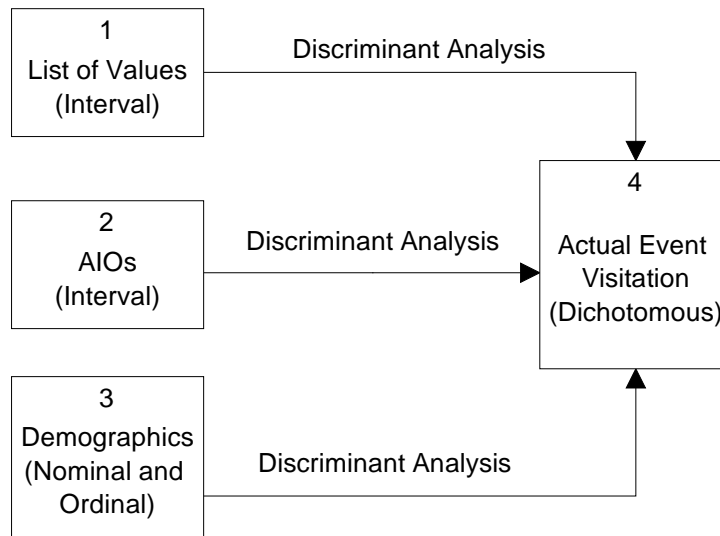 1
List of Values
(Interval)
Discriminant Analysis
2
AIOs
(Interval)
Discriminant Analysis
3
Demographics
(Nominal and
Ordinal)
Discriminant Analysis
4
Actual Event
Visitation
(Dichotomous)